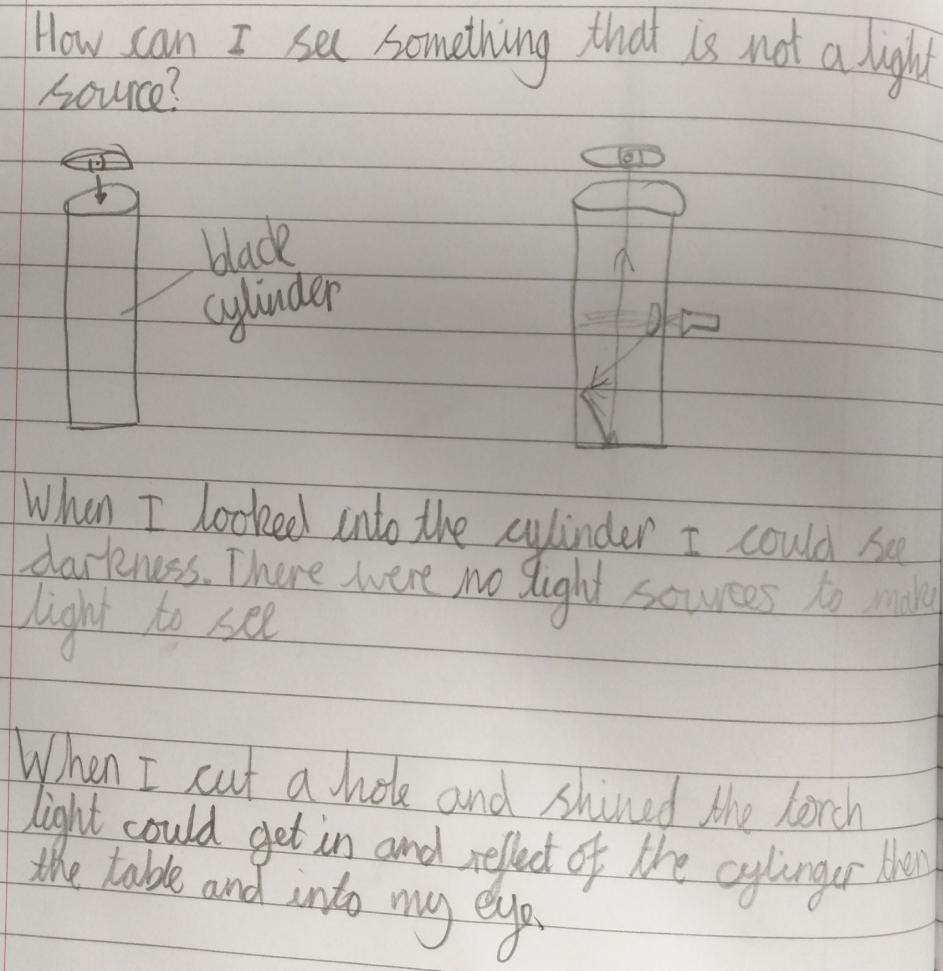 How can I see something that is not a light
source?
black
cylinder
When I looked into the cylinder I could see
darkness. There were no light sources to make
light to see
When I cut a hole and shined the torch
light could get in and reflect of the cylinger then
the table and into my eye.